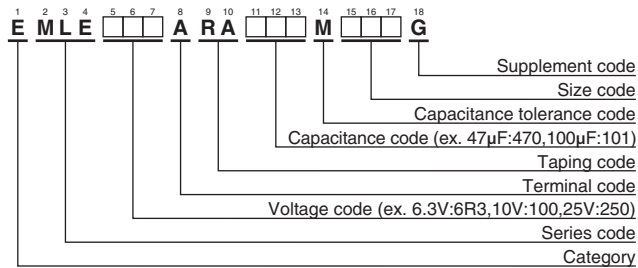 1 2 3 4 5 6 7 8 9 10 11 12 13 14 15 16 17 18
E M L E A R A M G
Supplement code
Size code
Capacitance tolerance code
Capacitance code (ex. 47µF:470,100µF:101)
Taping code
Terminal code
Voltage code (ex. 6.3V:6R3,10V:100,25V:250)
Series code
Category